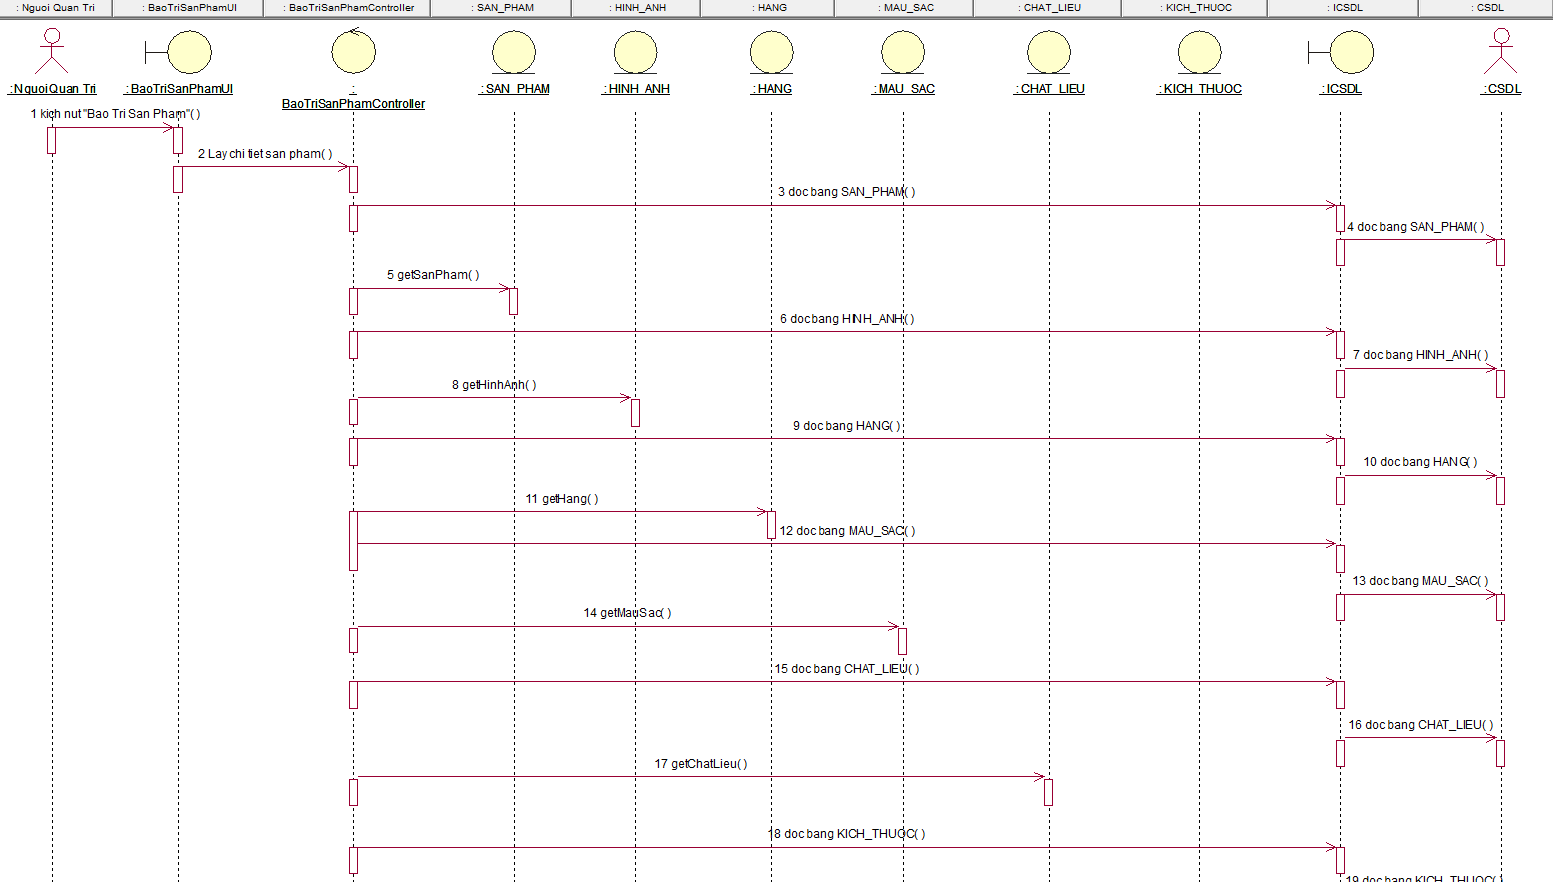 : Nguoi Quan Tri
: BaoTriSanPhamUI
: BaoTriSanPhamController
: SAN_PHAM
: HINH_ANH
: HANG
: MAU_SAC
: CHAT_LIEU
: KICH_THUOC
: ICSDL
: CSDL
: Nguoi Quan Tri
: BaoTriSanPhamUI
:
BaoTriSanPhamController
: SAN_PHAM
: HINH_ANH
: HANG
: MAU_SAC
: CHAT_LIEU
: KICH_THUOC
: ICSDL
: CSDL
1 kich nut "Bao Tri San Pham"( )
2 Lay chi tiet san pham( )
3 doc bang SAN_PHAM( )
4 doc bang SAN_PHAM( )
5 getSanPham( )
6 doc bang HINH_ANH( )
7 doc bang HINH_ANH( )
8 getHinhAnh( )
9 doc bang HANG( )
10 doc bang HANG( )
11 getHang( )
12 doc bang MAU_SAC( )
13 doc bang MAU_SAC( )
14 getMauSac( )
15 doc bang CHAT_LIEU( )
16 doc bang CHAT_LIEU( )
17 getChatLieu( )
18 doc bang KICH_THUOC( )
19 doc bang KICH_THUOC( )